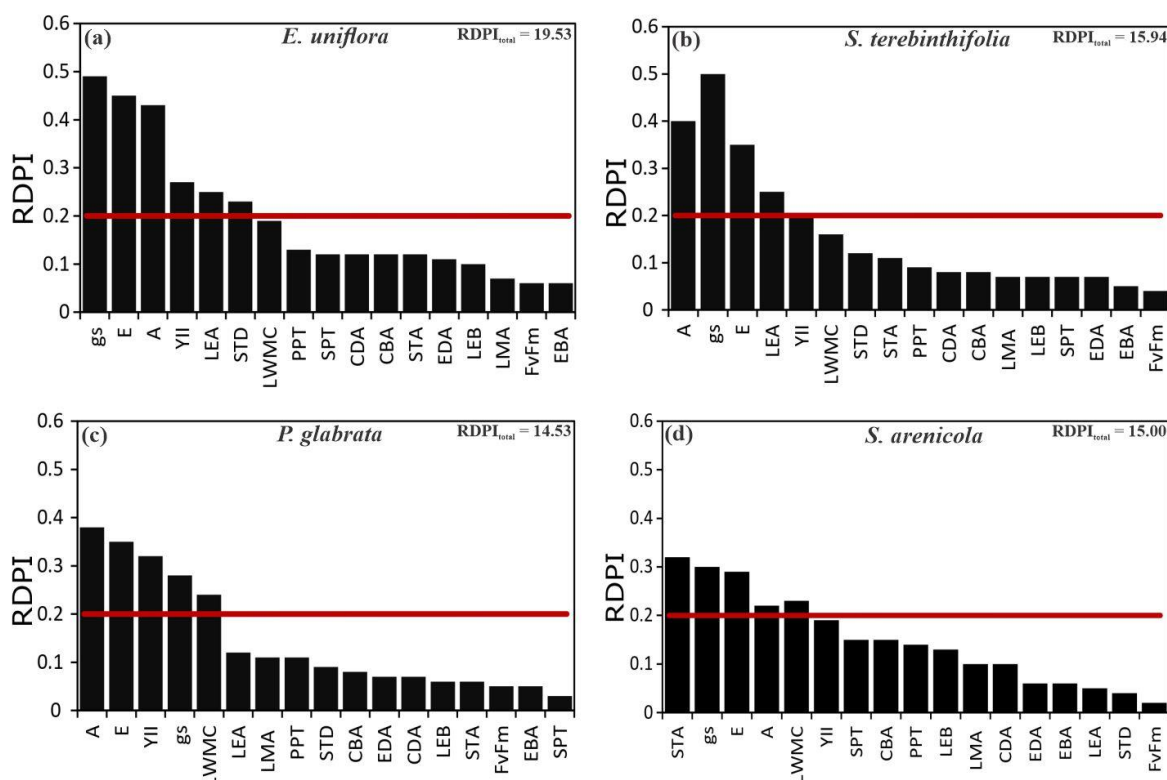 (a) E. uniflora RDPItotal = 19.53
0.6
0.5
0.4
0.3
0.2
0.1
0
RDPI
gs E A YII LEA STD LWMC PPT SPT CDA CBA STA EDA LEB LMA FvFm EBA
(b) S. terebinthifolia RDPItotal = 15.94
0.6
0.5
0.4
0.3
0.2
0.1
0
RDPI
A gs E LEA YII LWMC STD STA PPT CDA CBA LMA LEB SPT EDA EBA FvFm
(c) P. glabrata RDPItotal = 14.53
0.6
0.5
0.4
0.3
0.2
0.1
0
RDPI
A E YII gs LWMC LEA LMA PPT STD CBA EDA CDA LEB STA FvFm EBA SPT
(d) S. arenicola RDPItotal = 15.00
0.6
0.5
0.4
0.3
0.2
0.1
0
RDPI
STA gs E A LWMC YII SPT CBA PPT LEB LMA CDA EDA EBA LEA STD FvFm